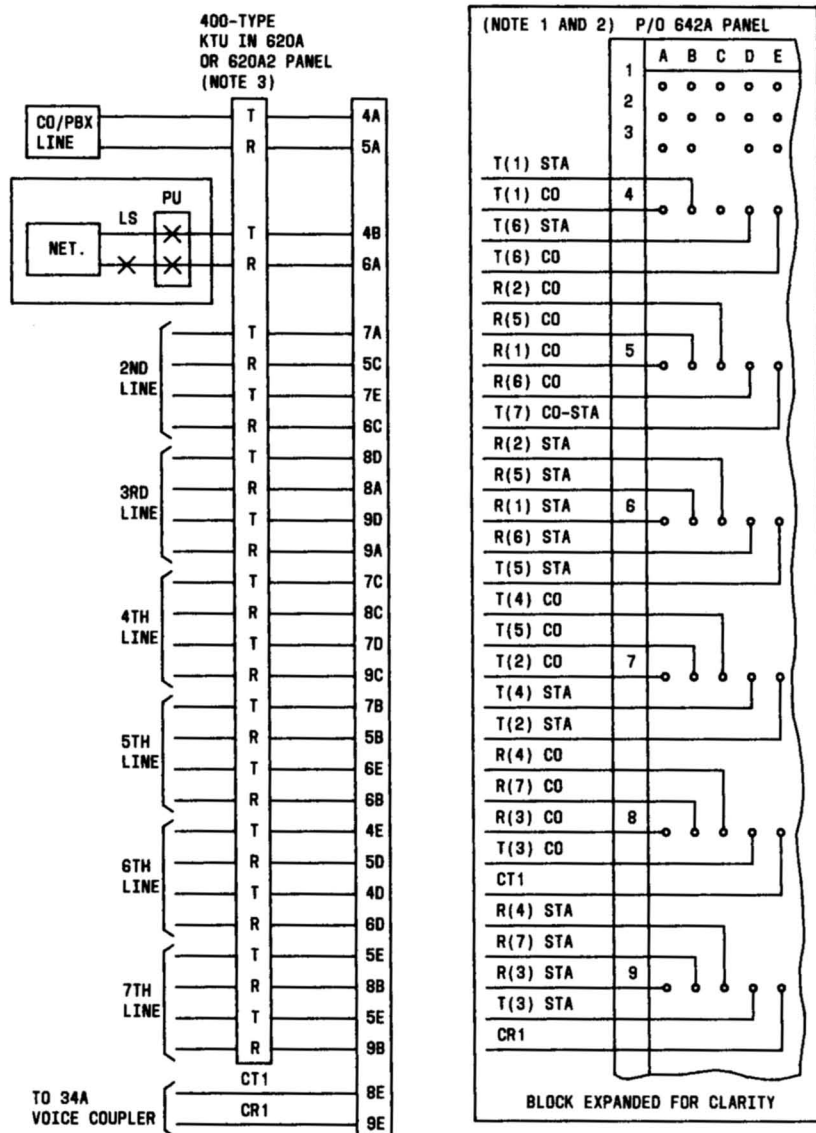 400-TYPE
KTU IN 620A
OR 620A2 PANEL
(NOTE 3)
CO/PBX
LINE
T 4A
R 5A
LS
PU
NET.
T 4B
R 6A
2ND
LINE
T 7A
R 5C
T 7E
R 6C
3RD
LINE
T 8D
R 8A
T 9D
R 9A
4TH
LINE
T 7C
R 8C
T 7D
R 9C
5TH
LINE
T 7B
R 5B
T 6E
R 6B
6TH
LINE
T 4E
R 5D
T 4D
R 6D
7TH
LINE
T 5E
R 8B
T 5E
R 9B
TO 34A
VOICE COUPLER
CT1 8E
CR1 9E
(NOTE 1 AND 2) P/O 642A PANEL
A B C D E
1
2
3
T(1) STA
T(1) CO 4
T(6) STA
T(6) CO
R(2) CO
R(5) CO
R(1) CO 5
R(6) CO
T(7) CO-STA
R(2) STA
R(5) STA
R(1) STA 6
R(6) STA
T(5) STA
T(4) CO
T(5) CO
T(2) CO 7
T(4) STA
T(2) STA
R(4) CO
R(7) CO
R(3) CO 8
T(3) CO
CT1
R(4) STA
R(7) STA
R(3) STA 9
T(3) STA
CR1
BLOCK EXPANDED FOR CLARITY